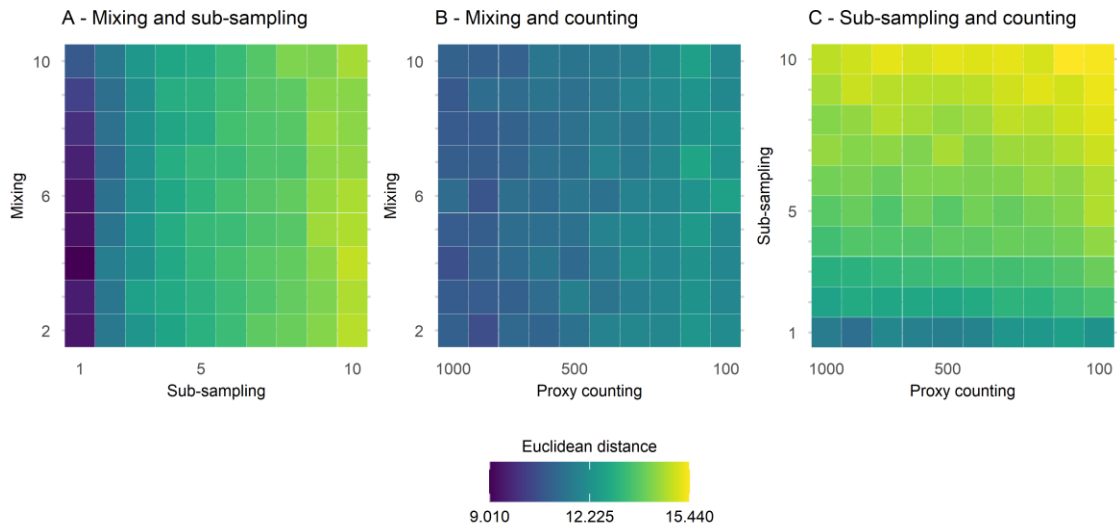 A - Mixing and sub-sampling
B - Mixing and counting
C - Sub-sampling and counting
Mixing
10
6
2
1
5
10
Sub-sampling
Mixing
10
6
2
1000
500
100
Proxy counting
Sub-sampling
10
5
1
1000
500
100
Proxy counting
Euclidean distance
9.010
12.225
15.440